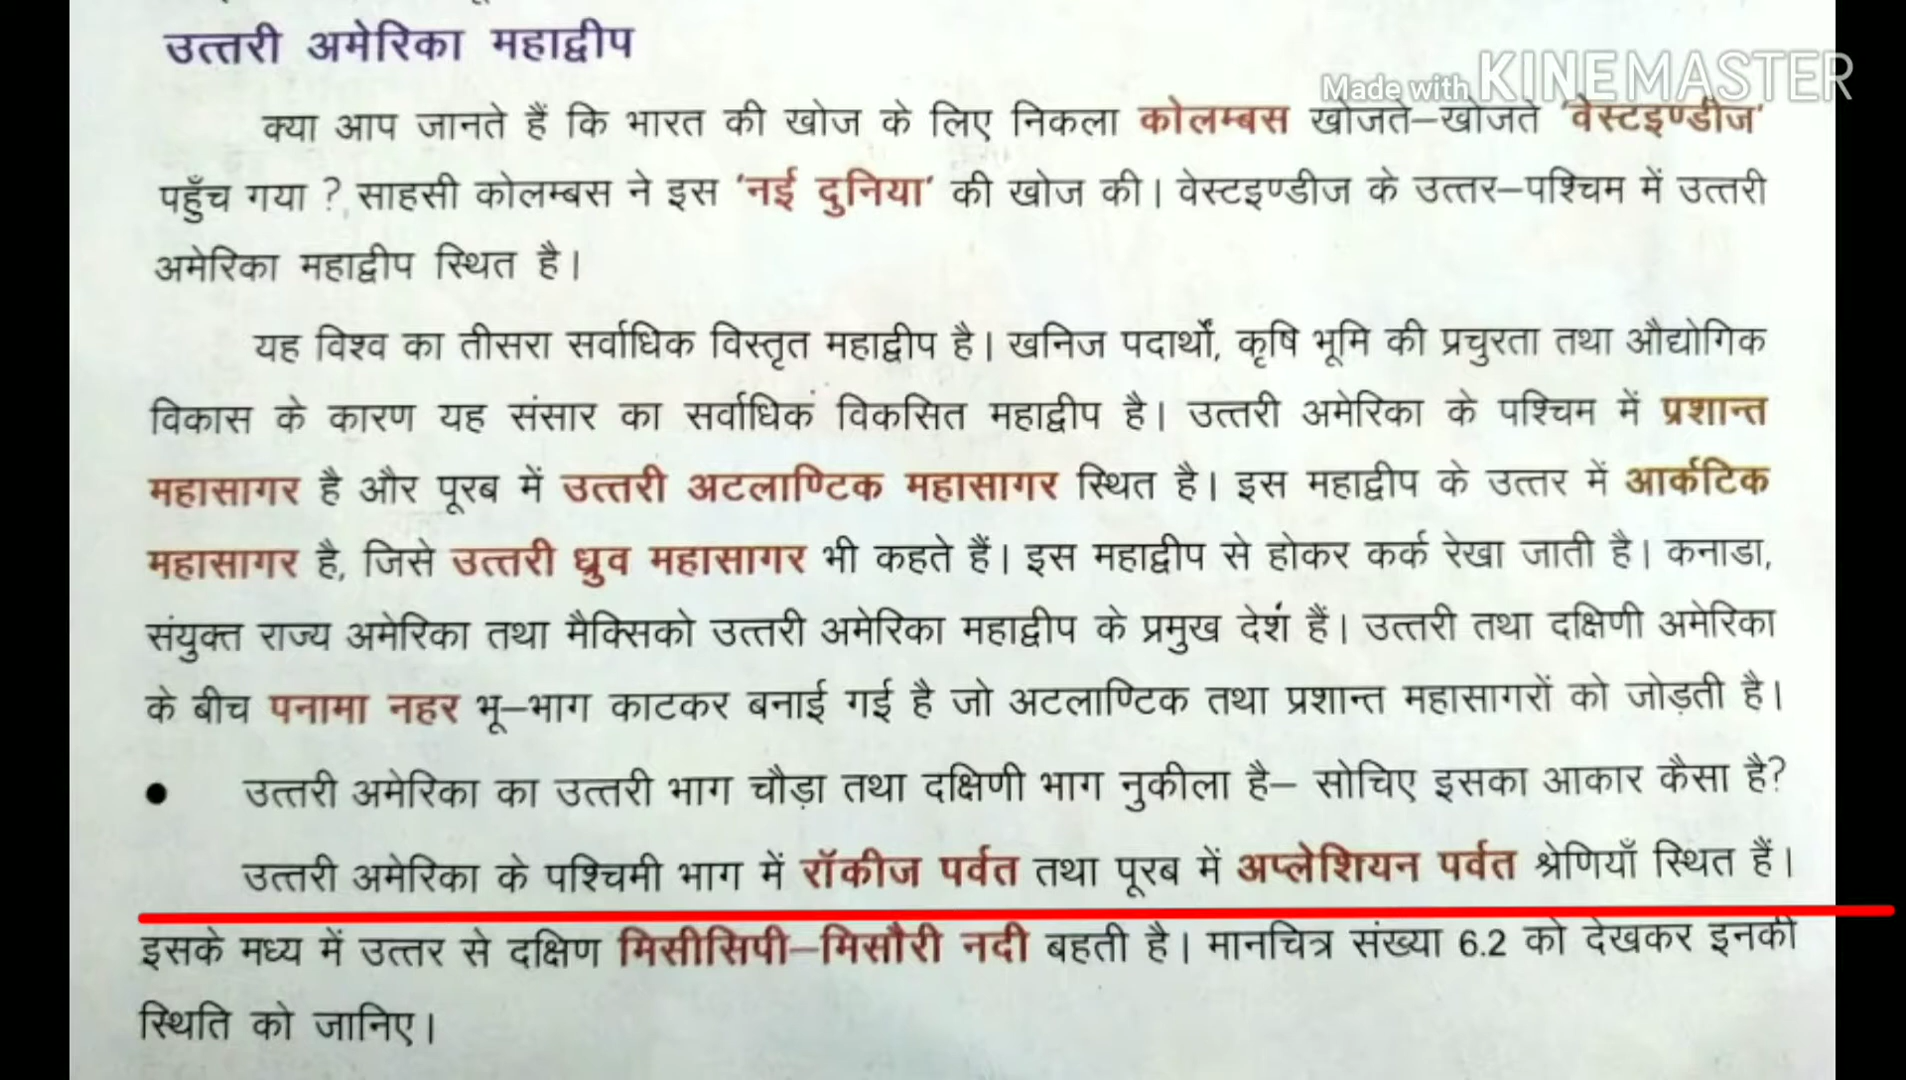 उत्तरी अमेरिका महाद्वीप
Made with KINEMASTER
क्या आप जानते हैं कि भारत की खोज के लिए निकला कोलम्बस खोजते–खोजते 'वेस्टइण्डीज'
पहुँच गया ? साहसी कोलम्बस ने इस 'नई दुनिया' की खोज की। वेस्टइण्डीज के उत्तर–पश्चिम में उत्तरी
अमेरिका महाद्वीप स्थित है।
यह विश्व का तीसरा सर्वाधिक विस्तृत महाद्वीप है। खनिज पदार्थों, कृषि भूमि की प्रचुरता तथा औद्योगिक
विकास के कारण यह संसार का सर्वाधिक विकसित महाद्वीप है। उत्तरी अमेरिका के पश्चिम में प्रशान्त
महासागर है और पूरब में उत्तरी अटलाण्टिक महासागर स्थित है। इस महाद्वीप के उत्तर में आर्कटिक
महासागर है, जिसे उत्तरी ध्रुव महासागर भी कहते हैं। इस महाद्वीप से होकर कर्क रेखा जाती है। कनाडा,
संयुक्त राज्य अमेरिका तथा मैक्सिको उत्तरी अमेरिका महाद्वीप के प्रमुख देश हैं। उत्तरी तथा दक्षिणी अमेरिका
के बीच पनामा नहर भू–भाग काटकर बनाई गई है जो अटलाण्टिक तथा प्रशान्त महासागरों को जोड़ती है।
● उत्तरी अमेरिका का उत्तरी भाग चौड़ा तथा दक्षिणी भाग नुकीला है– सोचिए इसका आकार कैसा है?
उत्तरी अमेरिका के पश्चिमी भाग में रॉकीज पर्वत तथा पूरब में अप्लेशियन पर्वत श्रेणियाँ स्थित हैं।
इसके मध्य में उत्तर से दक्षिण मिसीसिपी–मिसौरी नदी बहती है। मानचित्र संख्या 6.2 को देखकर इनकी
स्थिति को जानिए।